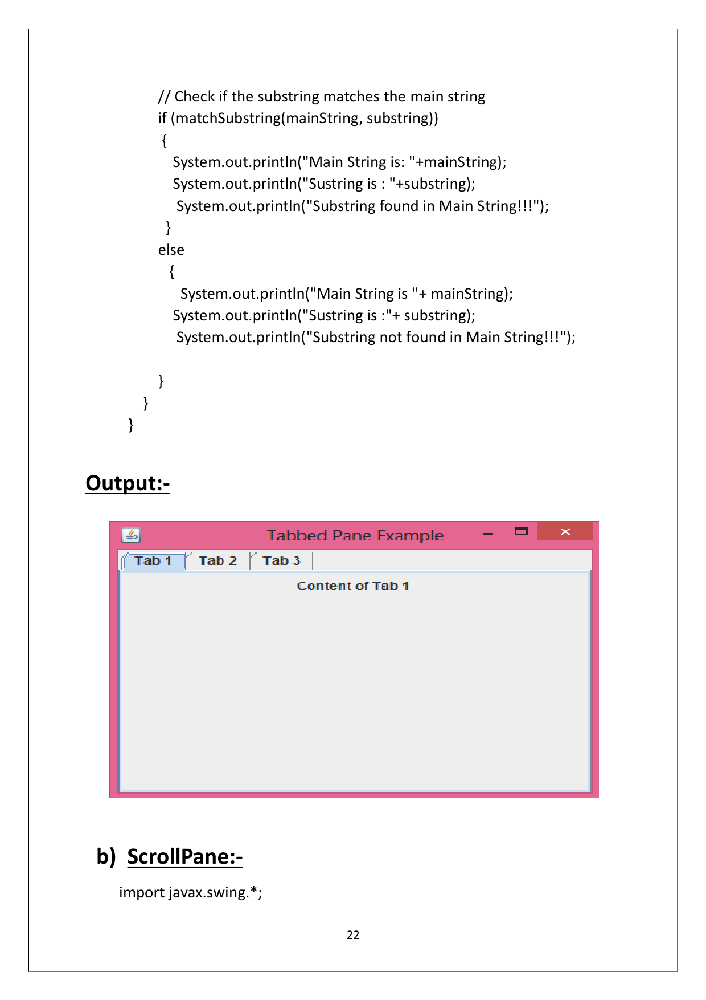 // Check if the substring matches the main string
if (matchSubstring(mainString, substring))
{
System.out.println("Main String is: "+mainString);
System.out.println("Sustring is : "+substring);
System.out.println("Substring found in Main String!!!");
}
else
{
System.out.println("Main String is "+ mainString);
System.out.println("Sustring is :"+ substring);
System.out.println("Substring not found in Main String!!!");
}
}
}
Output:-
Tabbed Pane Example
Tab 1 Tab 2 Tab 3
Content of Tab 1
b) ScrollPane:-
import javax.swing.*;
22